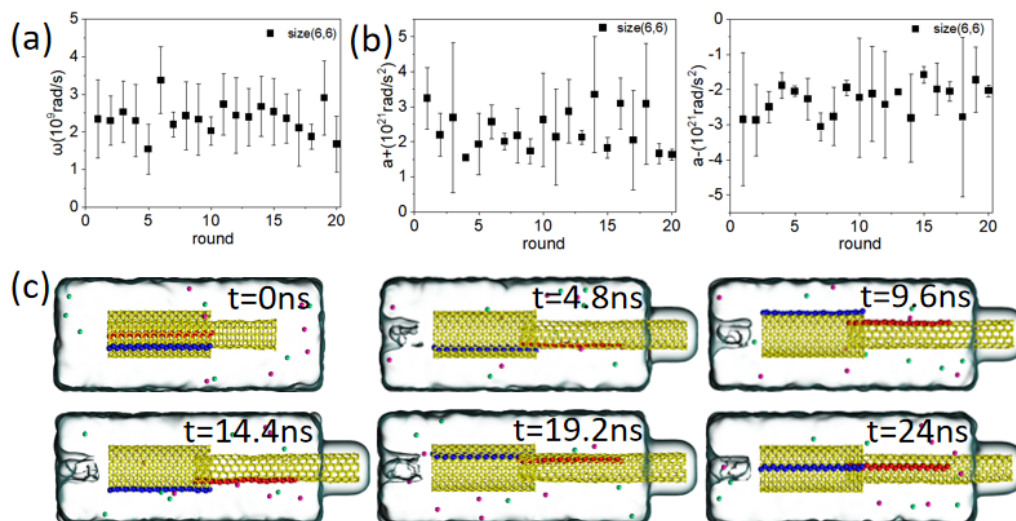 (a)
ω(10⁹rad/s)
5
4
3
2
1
0
0 5 10 15 20
round
size(6,6)
(b)
a+(10²¹rad/s²)
5
4
3
2
1
0
0 5 10 15 20
round
size(6,6)
a-(10²¹rad/s²)
0
-1
-2
-3
-4
-5
0 5 10 15 20
round
size(6,6)
(c)
t=0ns
t=4.8ns
t=9.6ns
t=14.4ns
t=19.2ns
t=24ns